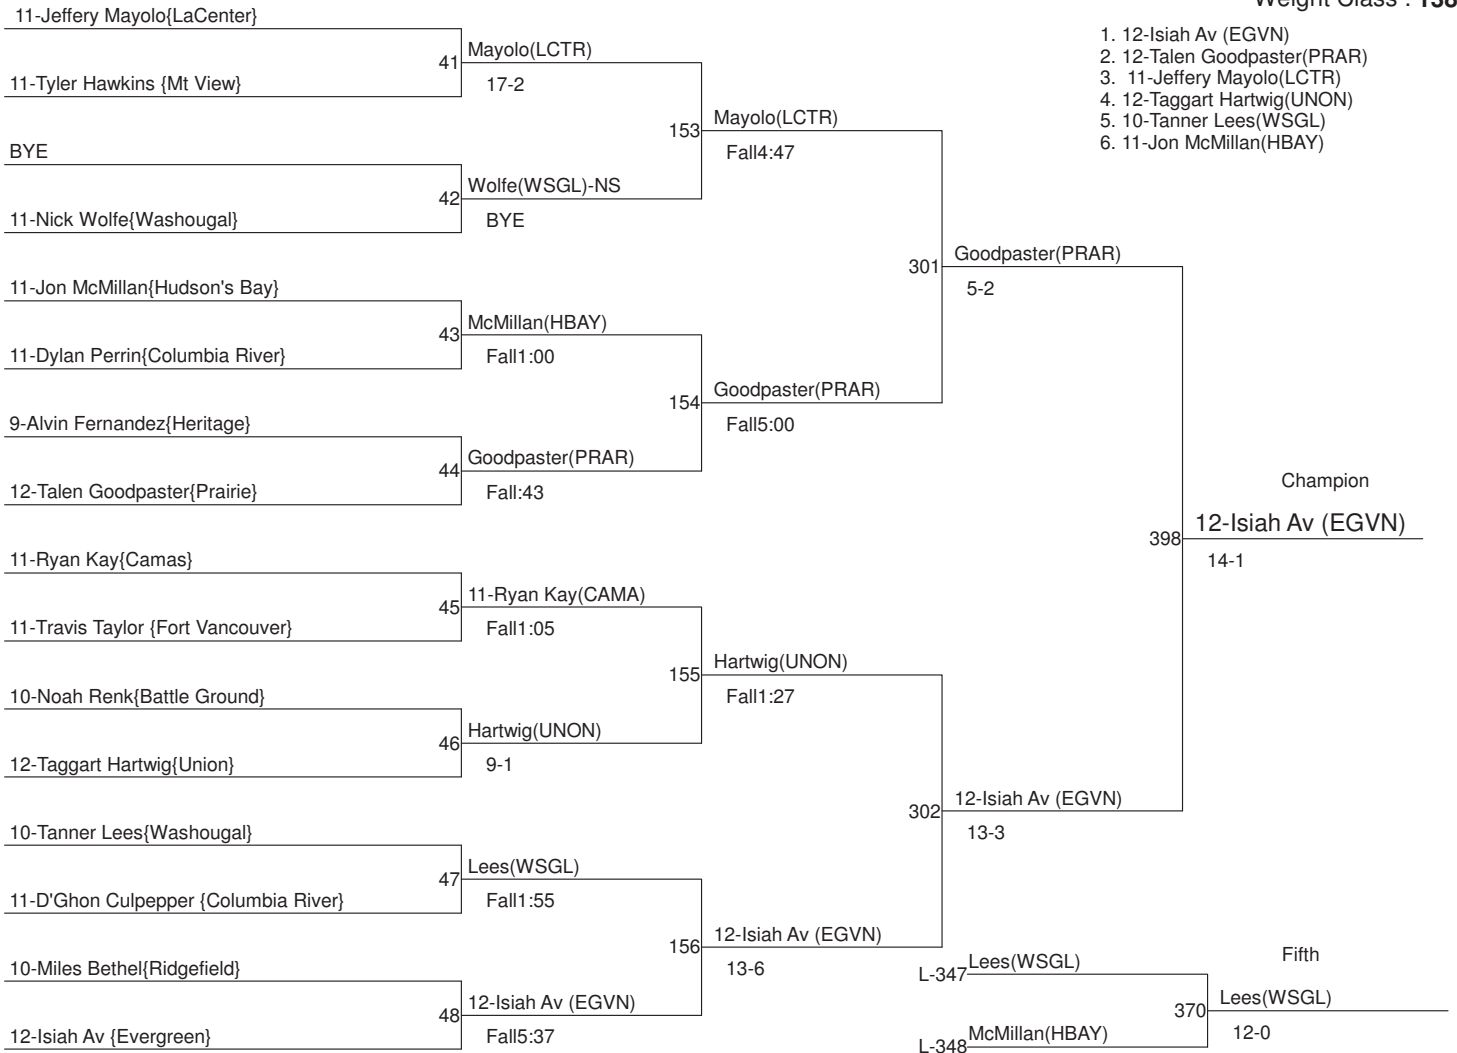 Weight Class : 138
1. 12-Isiah Av (EGVN)
2. 12-Talen Goodpaster(PRAR)
3. 11-Jeffery Mayolo(LCTR)
4. 12-Taggart Hartwig(UNON)
5. 10-Tanner Lees(WSGL)
6. 11-Jon McMillan(HBAY)
11-Jeffery Mayolo{LaCenter}
41
Mayolo(LCTR)
17-2
11-Tyler Hawkins {Mt View}
153
Mayolo(LCTR)
Fall4:47
BYE
42
Wolfe(WSGL)-NS
BYE
11-Nick Wolfe{Washougal}
301
Goodpaster(PRAR)
5-2
11-Jon McMillan{Hudson's Bay}
43
McMillan(HBAY)
Fall1:00
11-Dylan Perrin{Columbia River}
154
Goodpaster(PRAR)
Fall5:00
9-Alvin Fernandez{Heritage}
44
Goodpaster(PRAR)
Fall:43
12-Talen Goodpaster{Prairie}
Champion
398
12-Isiah Av (EGVN)
14-1
11-Ryan Kay{Camas}
45
11-Ryan Kay(CAMA)
Fall1:05
11-Travis Taylor {Fort Vancouver}
155
Hartwig(UNON)
Fall1:27
10-Noah Renk{Battle Ground}
46
Hartwig(UNON)
9-1
12-Taggart Hartwig{Union}
302
12-Isiah Av (EGVN)
13-3
10-Tanner Lees{Washougal}
47
Lees(WSGL)
Fall1:55
11-D'Ghon Culpepper {Columbia River}
156
12-Isiah Av (EGVN)
13-6
10-Miles Bethel{Ridgefield}
48
12-Isiah Av (EGVN)
Fall5:37
12-Isiah Av {Evergreen}
Fifth
L-347
Lees(WSGL)
370
Lees(WSGL)
12-0
L-348
McMillan(HBAY)